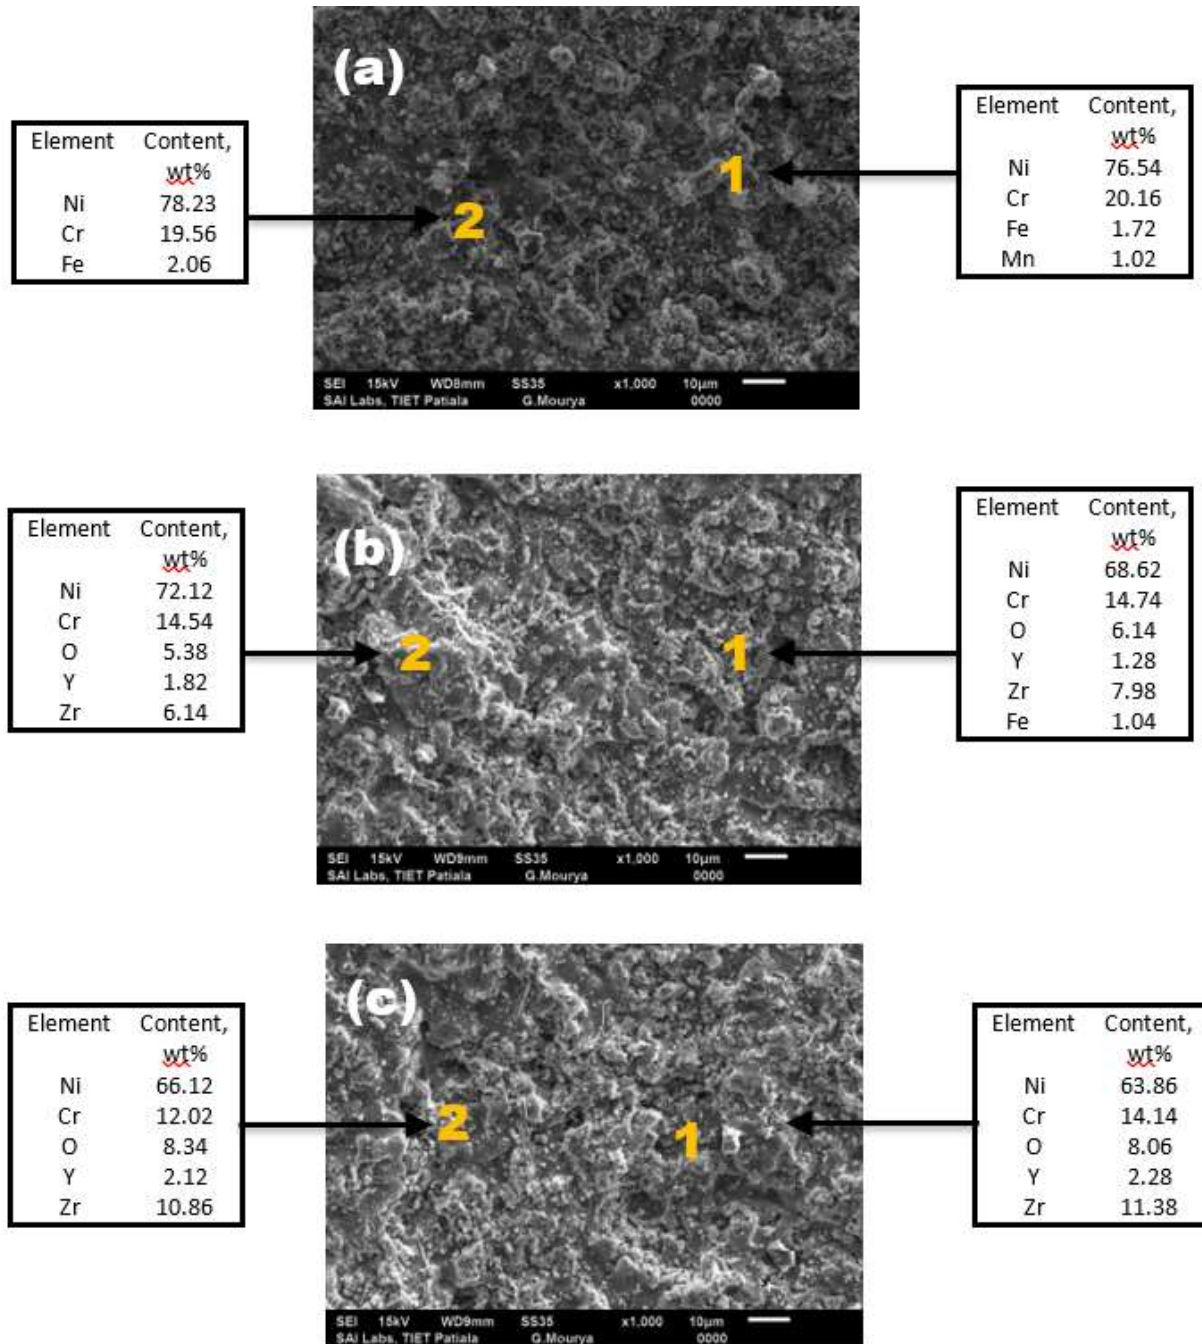 (a)
Element Content,
wt%
Ni 78.23
Cr 19.56
Fe 2.06
2
1
Element Content,
wt%
Ni 76.54
Cr 20.16
Fe 1.72
Mn 1.02
SEI 15kV WD8mm SS35 x1,000 10μm
SAI Labs, TIET Patiala G.Mourya 0000
(b)
Element Content,
wt%
Ni 72.12
Cr 14.54
O 5.38
Y 1.82
Zr 6.14
2
1
Element Content,
wt%
Ni 68.62
Cr 14.74
O 6.14
Y 1.28
Zr 7.98
Fe 1.04
SEI 15kV WD9mm SS35 x1,000 10μm
SAI Labs, TIET Patiala G.Mourya 0000
(c)
Element Content,
wt%
Ni 66.12
Cr 12.02
O 8.34
Y 2.12
Zr 10.86
2
1
Element Content,
wt%
Ni 63.86
Cr 14.14
O 8.06
Y 2.28
Zr 11.38
SEI 15kV WD9mm SS35 x1,000 10μm
SAI Labs, TIET Patiala G.Mourya 0000